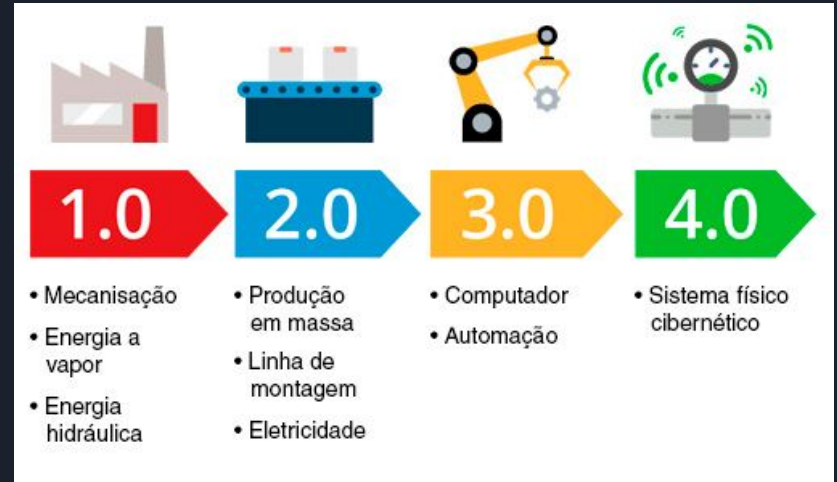 1.0
2.0
3.0
4.0
• Mecanisação
• Energia a
vapor
• Energia
hidráulica
• Produção
em massa
• Linha de
montagem
• Eletricidade
• Computador
• Automação
• Sistema físico
cibernético